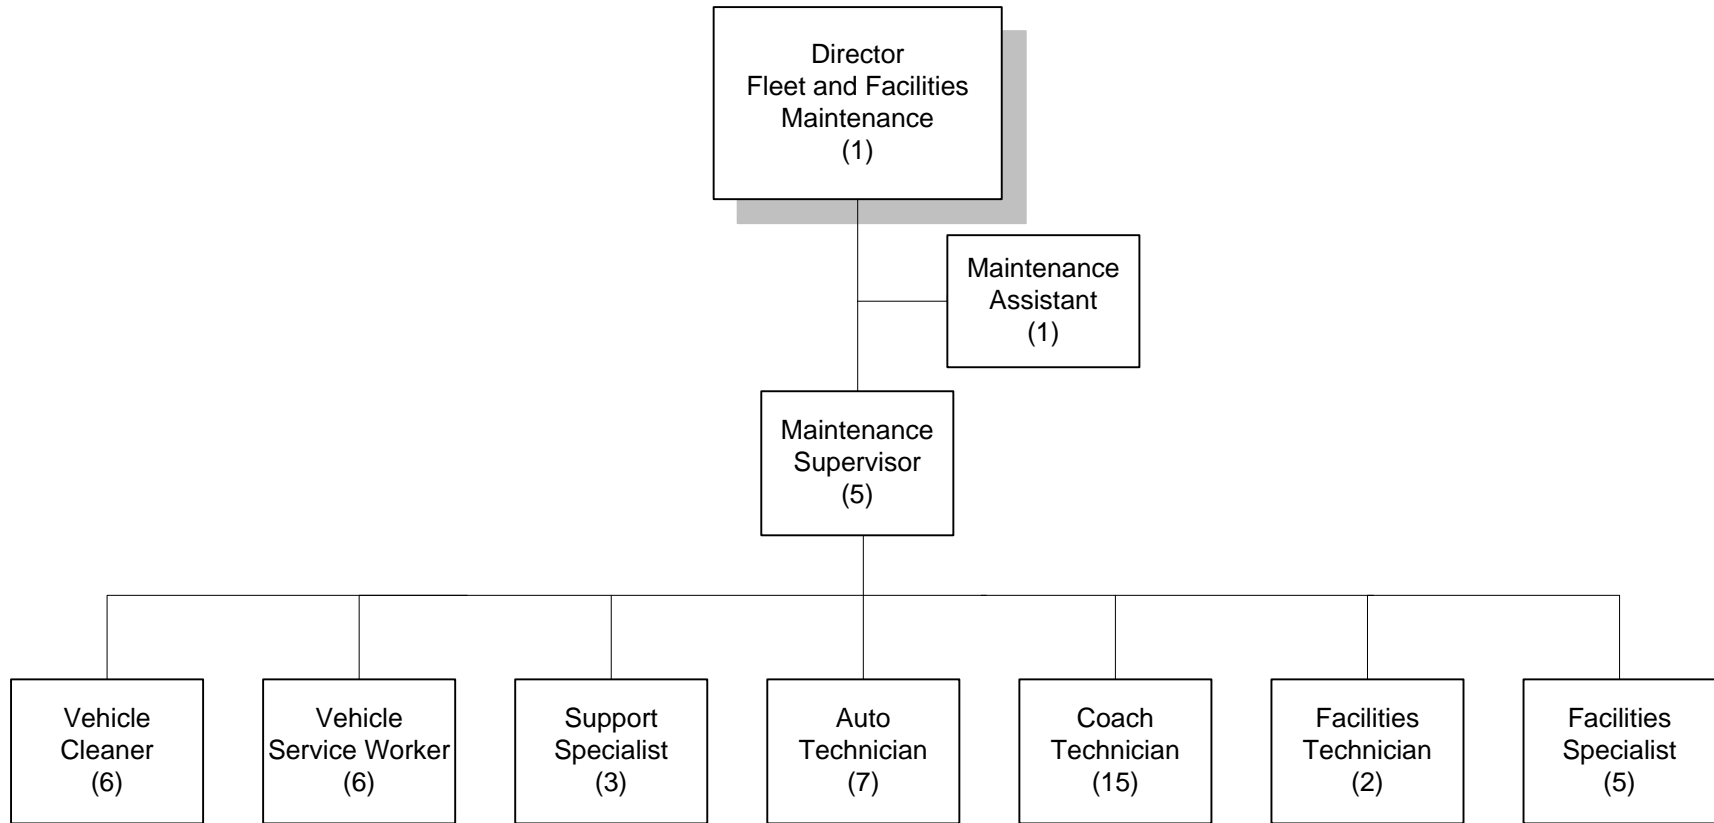 Director
Fleet and Facilities
Maintenance
(1)
Maintenance
Assistant
(1)
Maintenance
Supervisor
(5)
Vehicle
Cleaner
(6)
Vehicle
Service Worker
(6)
Support
Specialist
(3)
Auto
Technician
(7)
Coach
Technician
(15)
Facilities
Technician
(2)
Facilities
Specialist
(5)